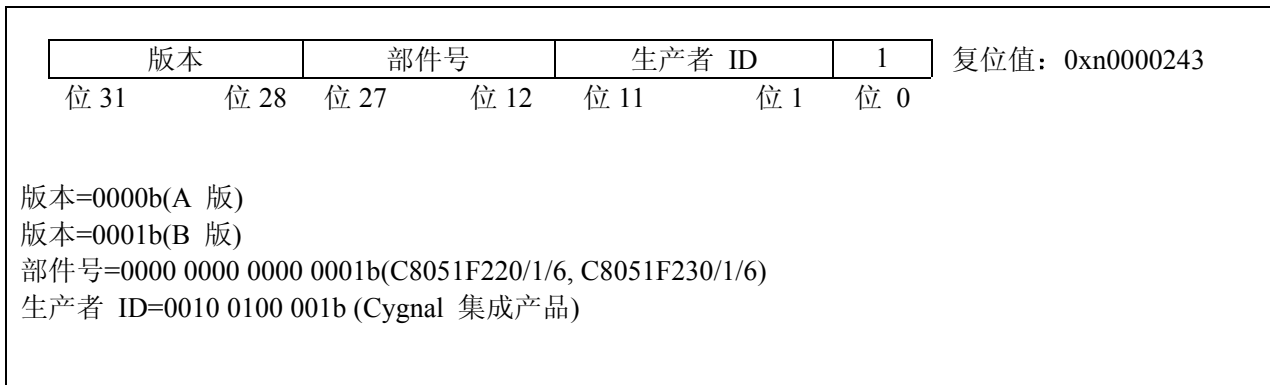 版本 部件号 生产者 ID 1 复位值：0xn0000243
位 31 位 28 位 27 位 12 位 11 位 1 位 0
版本=0000b(A 版)
版本=0001b(B 版)
部件号=0000 0000 0000 0001b(C8051F220/1/6, C8051F230/1/6)
生产者 ID=0010 0100 001b (Cygnal 集成产品)